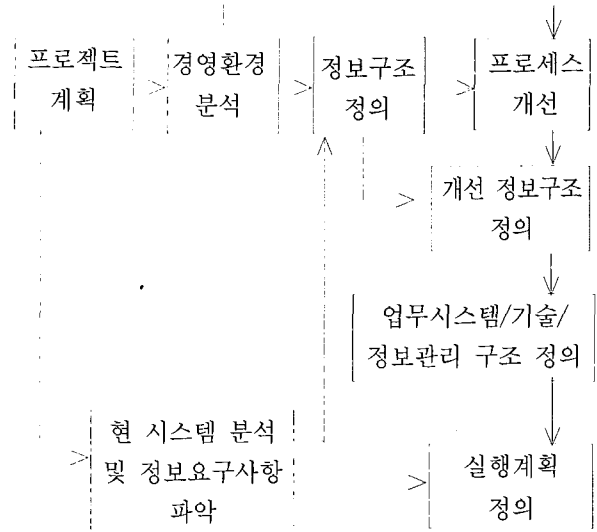 프로젝트
계획
경영환경
분석
정보구조
정의
프로세스
개선
개선 정보구조
정의
업무시스템/기술/
정보관리 구조 정의
현 시스템 분석
및 정보요구사항
파악
실행계획
정의